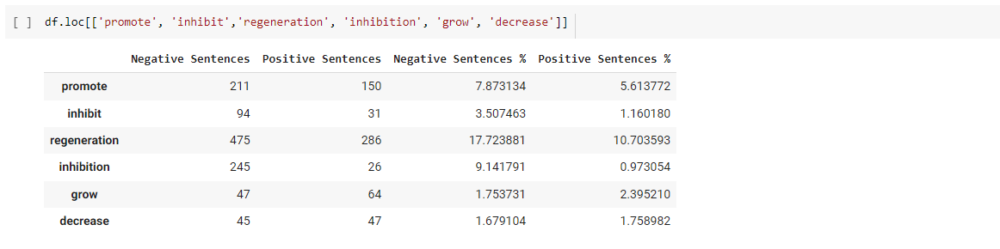 [ ] df.loc[['promote', 'inhibit','regeneration', 'inhibition', 'grow', 'decrease']]
Negative Sentences Positive Sentences Negative Sentences % Positive Sentences %
promote 211 150 7.873134 5.613772
inhibit 94 31 3.507463 1.160180
regeneration 475 286 17.723881 10.703593
inhibition 245 26 9.141791 0.973054
grow 47 64 1.753731 2.395210
decrease 45 47 1.679104 1.758982